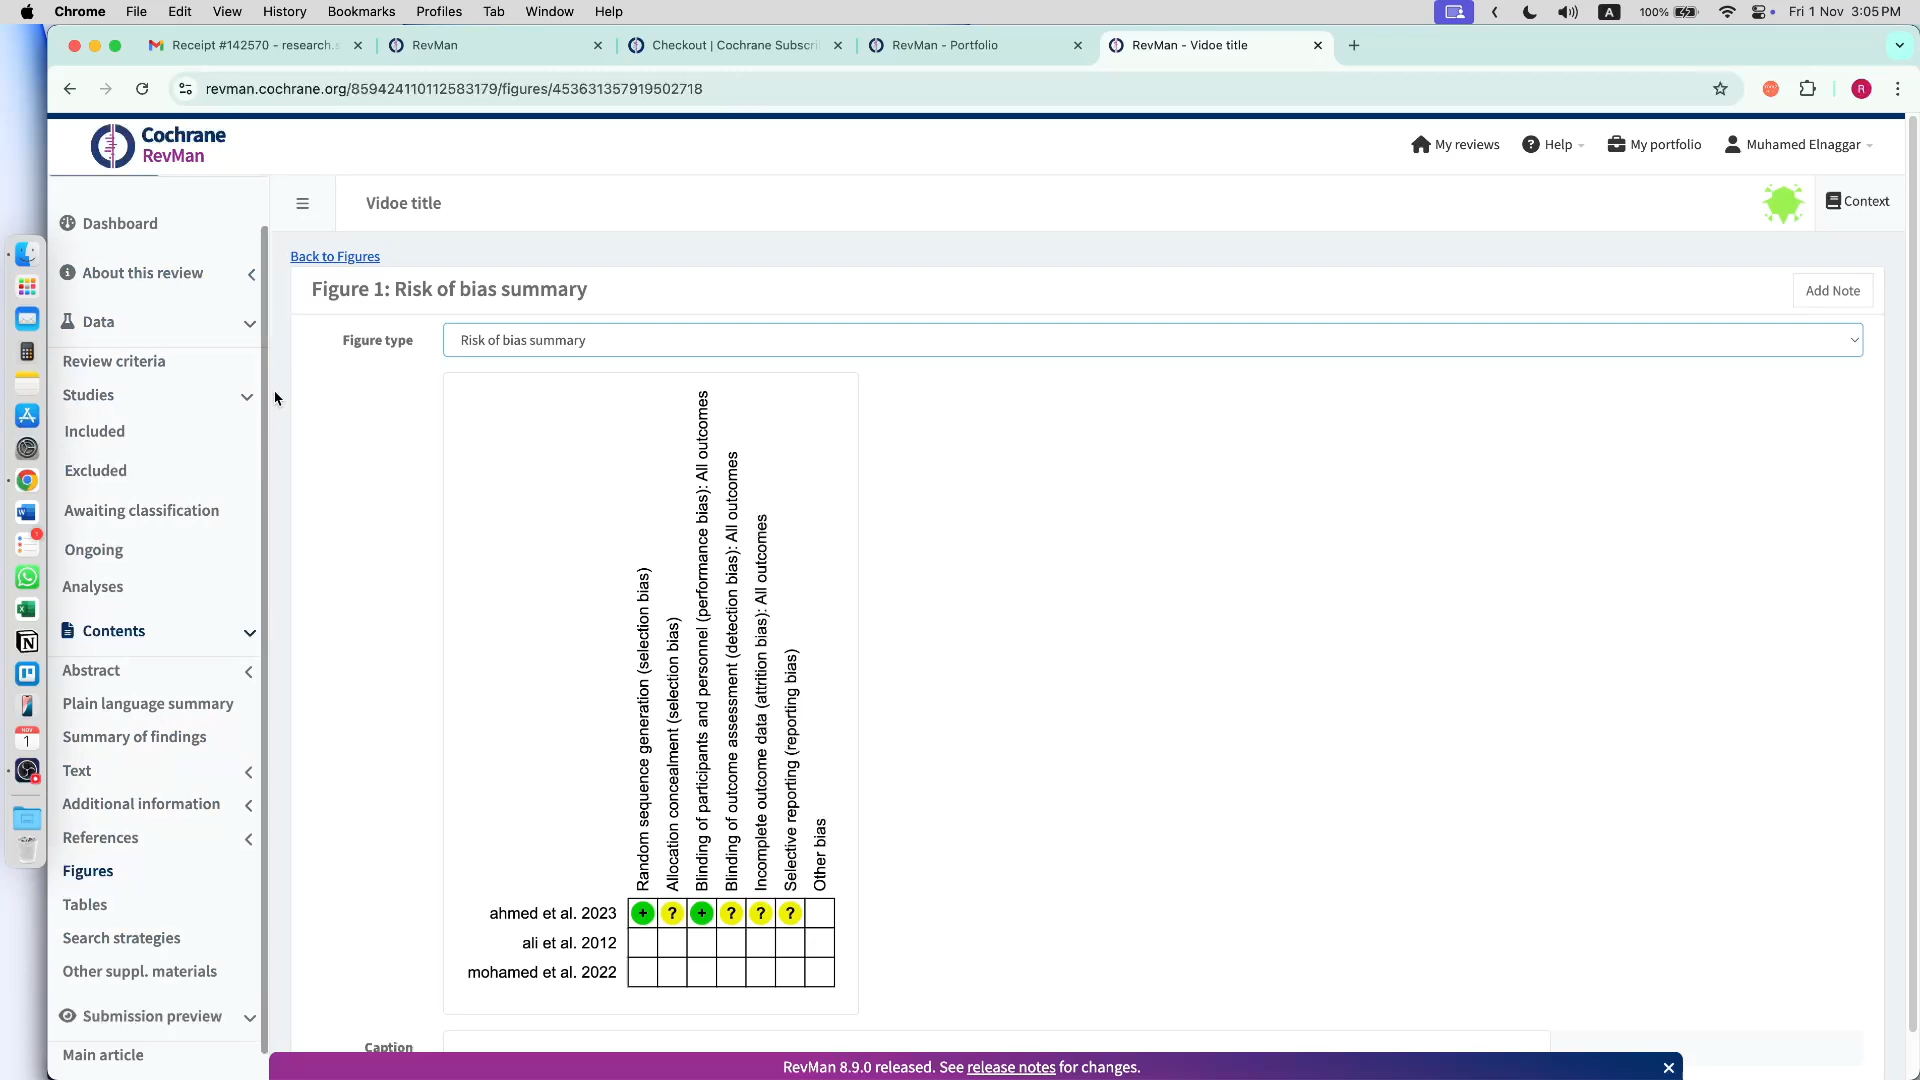 Chrome File Edit View History Bookmarks Profiles Tab Window Help
A 100% Fri 1 Nov 3:05 PM
Receipt #142570 - research.s
RevMan
Checkout | Cochrane Subscri
RevMan - Portfolio
RevMan - Vidoe title
revman.cochrane.org/859424110112583179/figures/453631357919502718
R
Cochrane
RevMan
My reviews
Help
My portfolio
Muhamed Elnaggar
Vidoe title
Context
Dashboard
About this review
Data
Review criteria
Studies
Included
Excluded
Awaiting classification
Ongoing
Analyses
Contents
Abstract
Plain language summary
Summary of findings
Text
Additional information
References
Figures
Tables
Search strategies
Other suppl. materials
Submission preview
Main article
NOV
1
Back to Figures
Figure 1: Risk of bias summary
Add Note
Figure type
Risk of bias summary
Random sequence generation (selection bias)
Allocation concealment (selection bias)
Blinding of participants and personnel (performance bias): All outcomes
Blinding of outcome assessment (detection bias): All outcomes
Incomplete outcome data (attrition bias): All outcomes
Selective reporting (reporting bias)
Other bias
ahmed et al. 2023 + ? + ? ? ?
ali et al. 2012
mohamed et al. 2022
Caption
RevMan 8.9.0 released. See release notes for changes.